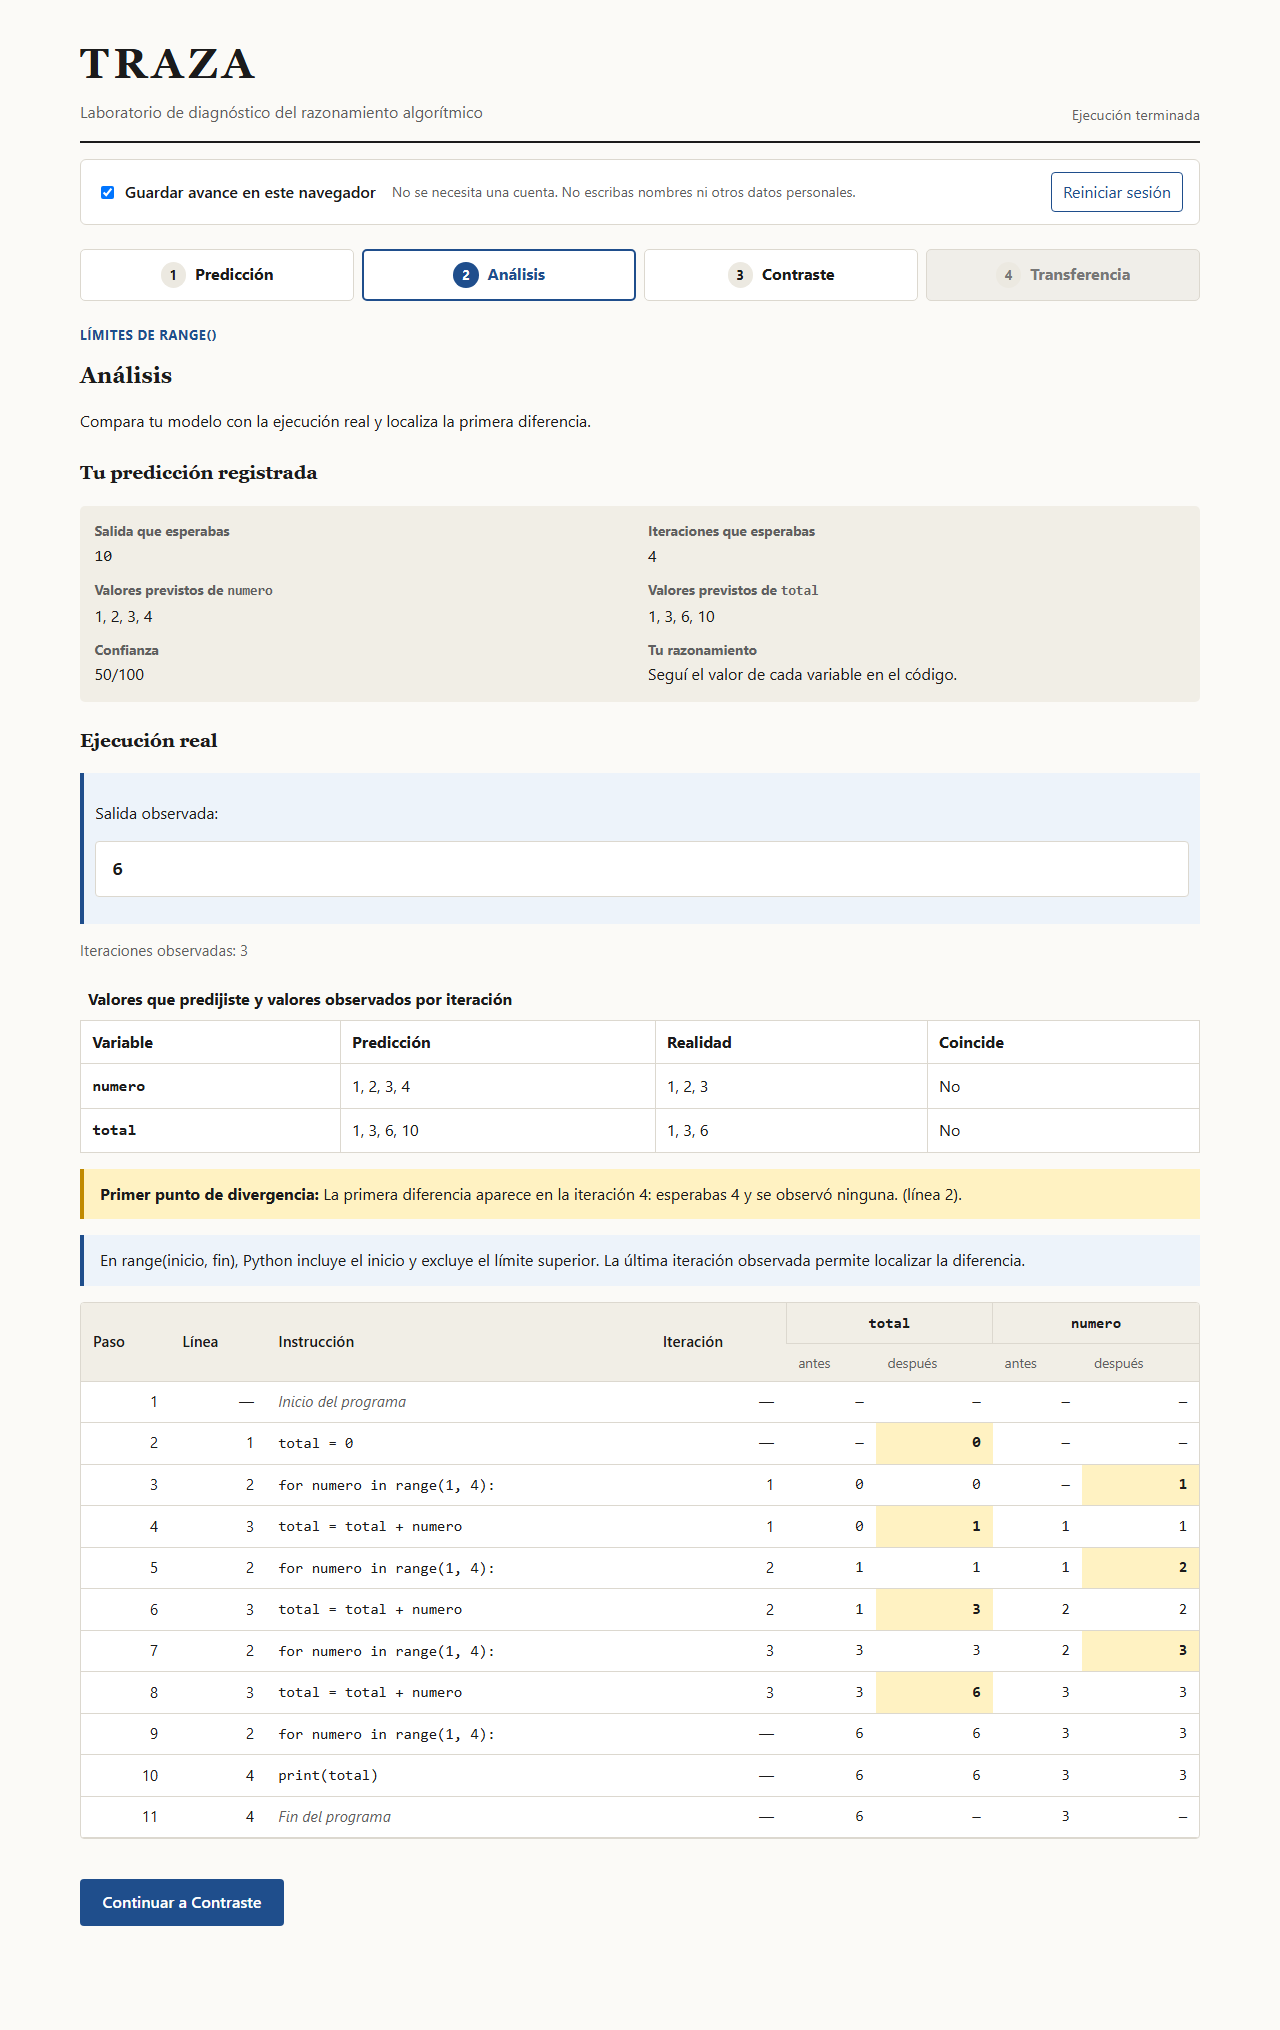 TRAZA
Laboratorio de diagnóstico del razonamiento algorítmico
Ejecución terminada
Guardar avance en este navegador No se necesita una cuenta. No escribas nombres ni otros datos personales. Reiniciar sesión
1 Predicción 2 Análisis 3 Contraste 4 Transferencia
LÍMITES DE RANGE()
Análisis
Compara tu modelo con la ejecución real y localiza la primera diferencia.
Tu predicción registrada
Salida que esperabas Iteraciones que esperabas
10 4
Valores previstos de numero Valores previstos de total
1, 2, 3, 4 1, 3, 6, 10
Confianza Tu razonamiento
50/100 Seguí el valor de cada variable en el código.
Ejecución real
Salida observada:
6
Iteraciones observadas: 3
Valores que predijiste y valores observados por iteración
Variable Predicción Realidad Coincide
numero 1, 2, 3, 4 1, 2, 3 No
total 1, 3, 6, 10 1, 3, 6 No
Primer punto de divergencia: La primera diferencia aparece en la iteración 4: esperabas 4 y se observó ninguna. (línea 2).
En range(inicio, fin), Python incluye el inicio y excluye el límite superior. La última iteración observada permite localizar la diferencia.
Paso Línea Instrucción Iteración total numero
antes después antes después
1 — Inicio del programa — – – – –
2 1 total = 0 — – 0 – –
3 2 for numero in range(1, 4): 1 0 0 – 1
4 3 total = total + numero 1 0 1 1 1
5 2 for numero in range(1, 4): 2 1 1 1 2
6 3 total = total + numero 2 1 3 2 2
7 2 for numero in range(1, 4): 3 3 3 2 3
8 3 total = total + numero 3 3 6 3 3
9 2 for numero in range(1, 4): — 6 6 3 3
10 4 print(total) — 6 6 3 3
11 4 Fin del programa — 6 – 3 –
Continuar a Contraste